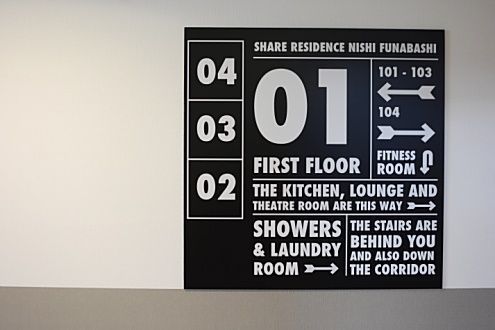 SHARE RESIDENCE NISHI FUNABASHI
04
03
02
01
FIRST FLOOR
101 - 103
104
FITNESS
ROOM
THE KITCHEN, LOUNGE AND
THEATRE ROOM ARE THIS WAY
SHOWERS
& LAUNDRY
ROOM
THE STAIRS ARE
BEHIND YOU
AND ALSO DOWN
THE CORRIDOR